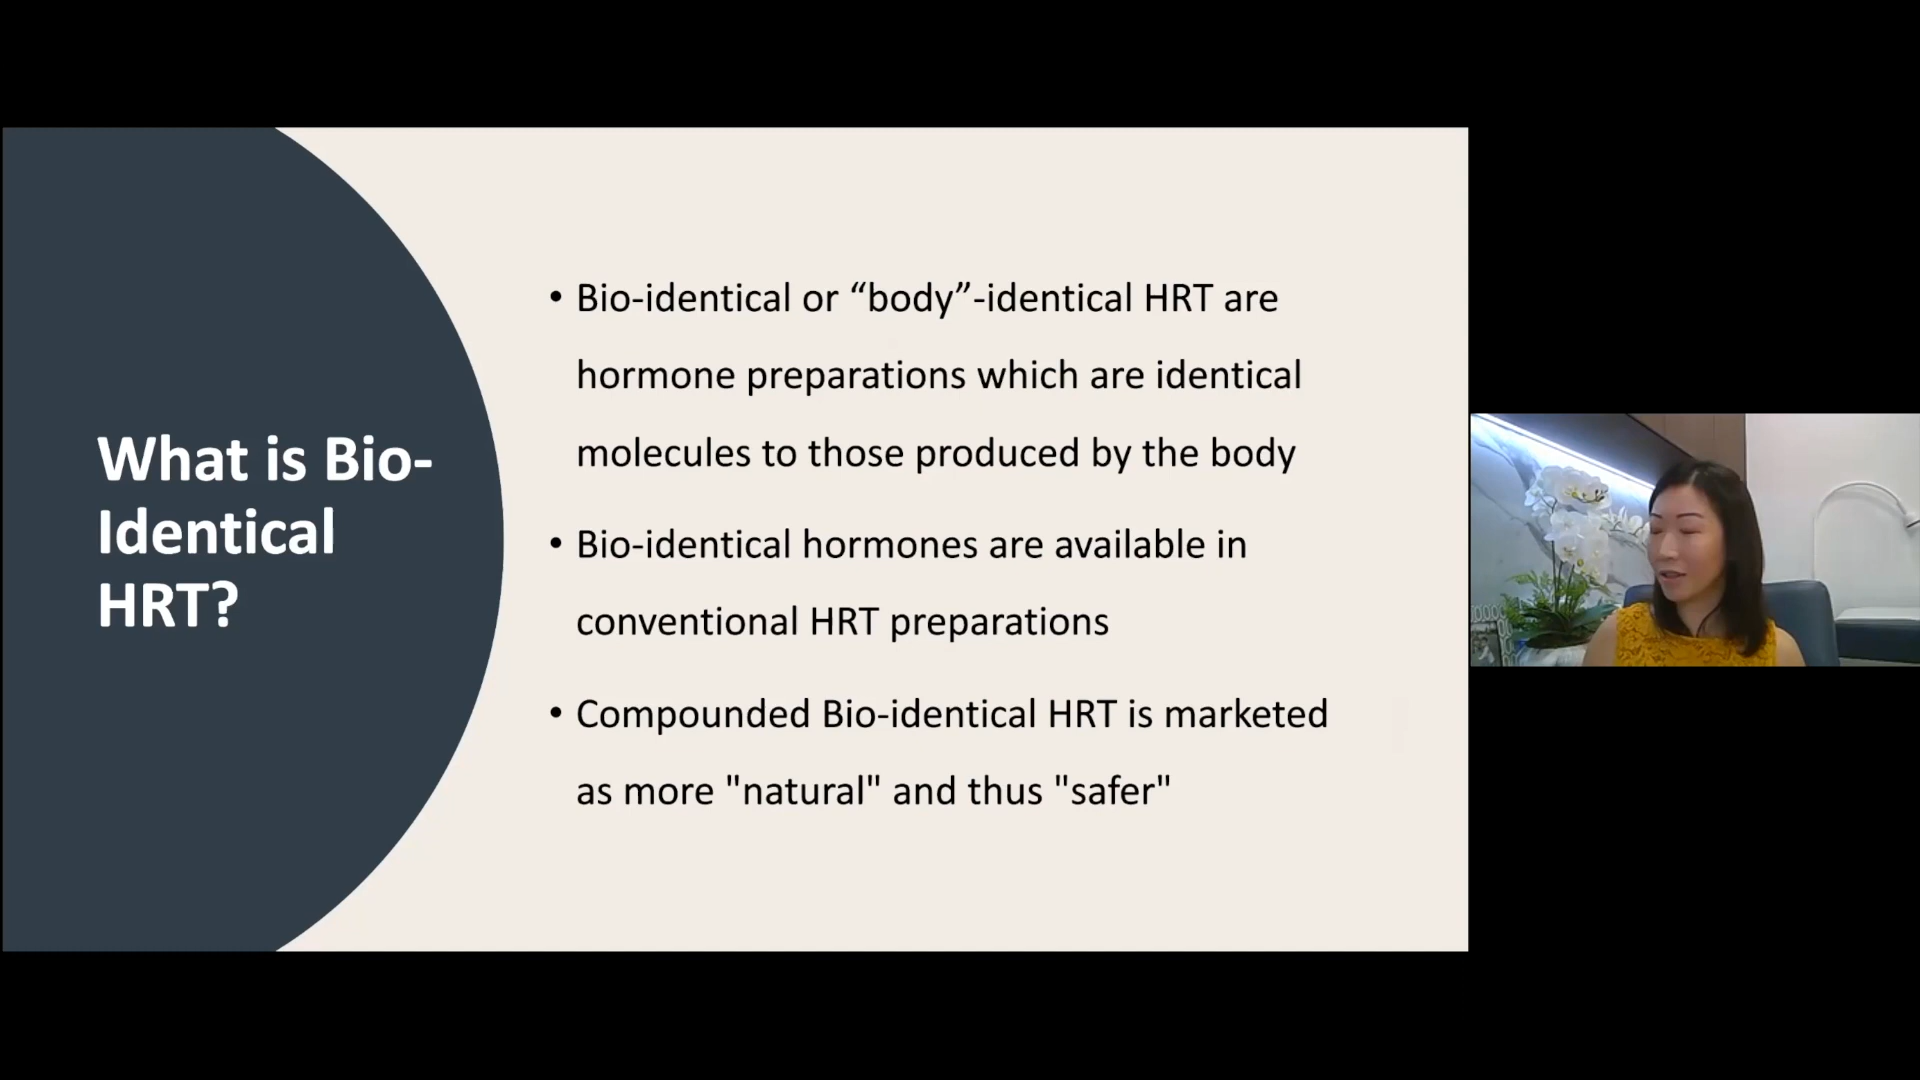 What is Bio-
Identical
HRT?
• Bio-identical or “body”-identical HRT are
hormone preparations which are identical
molecules to those produced by the body
• Bio-identical hormones are available in
conventional HRT preparations
• Compounded Bio-identical HRT is marketed
as more "natural" and thus "safer"